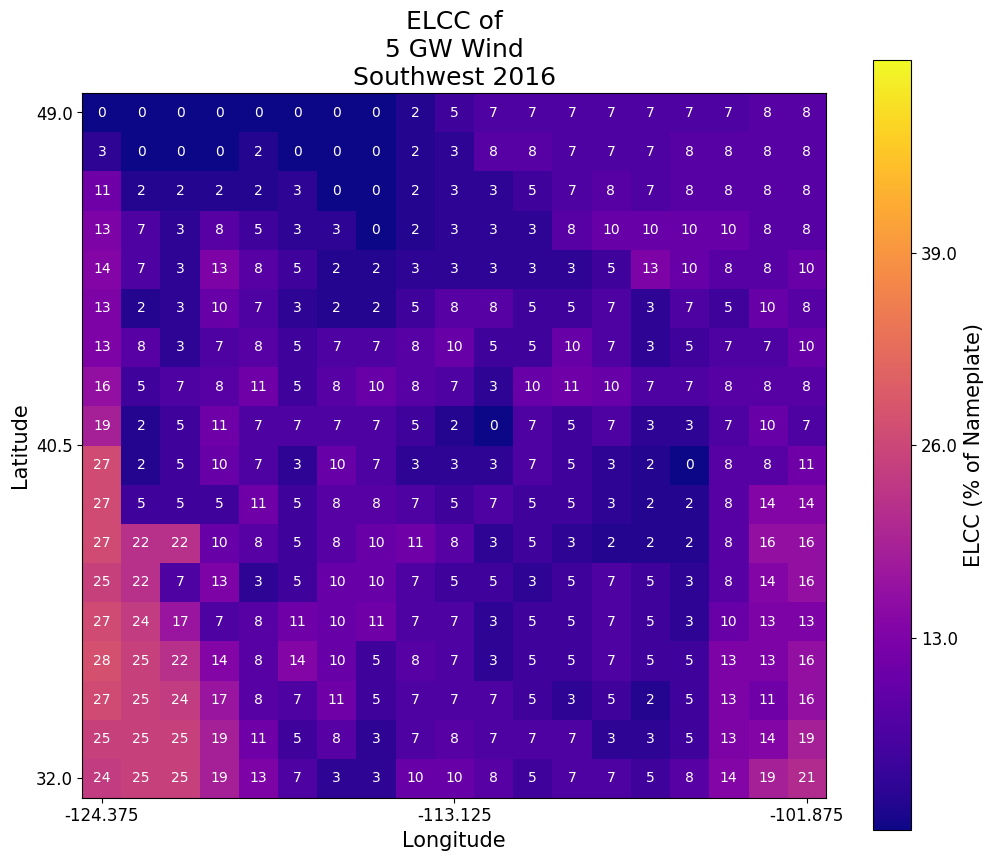 ELCC of
5 GW Wind
Southwest 2016
49.0
0 0 0 0 0 0 0 0 2 5 7 7 7 7 7 7 7 8 8
3 0 0 0 2 0 0 0 2 3 8 8 7 7 7 8 8 8 8
11 2 2 2 2 3 0 0 2 3 3 5 7 8 7 8 8 8 8
13 7 3 8 5 3 3 0 2 3 3 3 8 10 10 10 10 8 8
14 7 3 13 8 5 2 2 3 3 3 3 3 5 13 10 8 8 10
13 2 3 10 7 3 2 2 5 8 8 5 5 7 3 7 5 10 8
13 8 3 7 8 5 7 7 8 10 5 5 10 7 3 5 7 7 10
16 5 7 8 11 5 8 10 8 7 3 10 11 10 7 7 8 8 8
40.5
19 2 5 11 7 7 7 7 5 2 0 7 5 7 3 3 7 10 7
27 2 5 10 7 3 10 7 3 3 3 7 5 3 2 0 8 8 11
27 5 5 5 11 5 8 8 7 5 7 5 5 3 2 2 8 14 14
27 22 22 10 8 5 8 10 11 8 3 5 3 2 2 2 8 16 16
25 22 7 13 3 5 10 10 7 5 5 3 5 7 5 3 8 14 16
27 24 17 7 8 11 10 11 7 7 3 5 5 7 5 3 10 13 13
28 25 22 14 8 14 10 5 8 7 3 5 5 7 5 5 13 13 16
27 25 24 17 8 7 11 5 7 7 7 5 3 5 2 5 13 11 16
25 25 25 19 11 5 8 3 7 8 7 7 7 3 3 5 13 14 19
32.0
24 25 25 19 13 7 3 3 10 10 8 5 7 7 5 8 14 19 21
-124.375
-113.125
-101.875
Longitude
Latitude
39.0
26.0
13.0
ELCC (% of Nameplate)